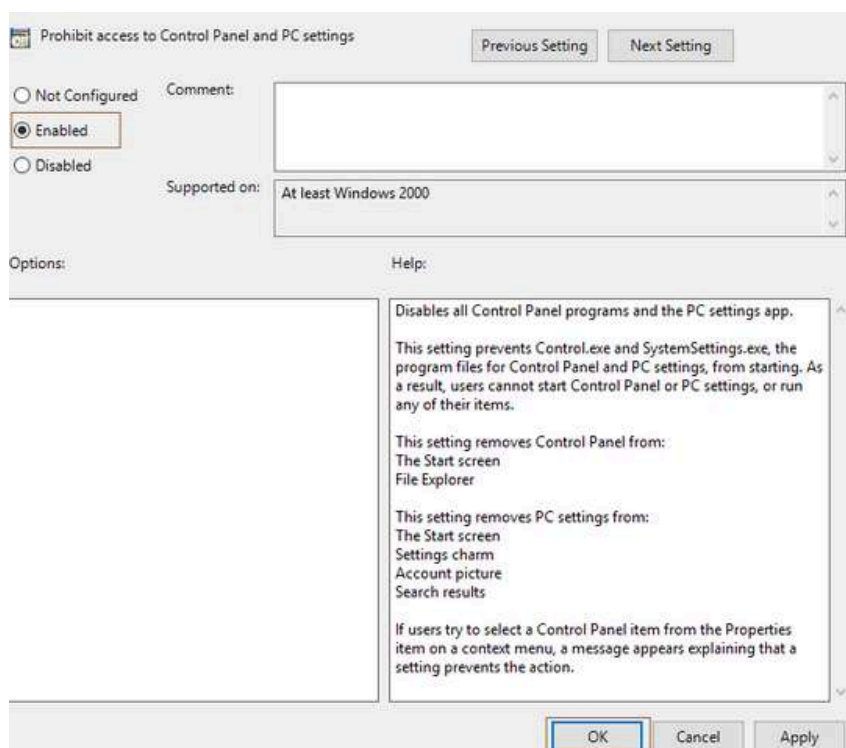 Prohibit access to Control Panel and PC settings
Previous Setting
Next Setting
Not Configured
Comment:
Enabled
Disabled
Supported on:
At least Windows 2000
Options:
Help:
Disables all Control Panel programs and the PC settings app.
This setting prevents Control.exe and SystemSettings.exe, the
program files for Control Panel and PC settings, from starting. As
a result, users cannot start Control Panel or PC settings, or run
any of their items.
This setting removes Control Panel from:
The Start screen
File Explorer
This setting removes PC settings from:
The Start screen
Settings charm
Account picture
Search results
If users try to select a Control Panel item from the Properties
item on a context menu, a message appears explaining that a
setting prevents the action.
OK
Cancel
Apply